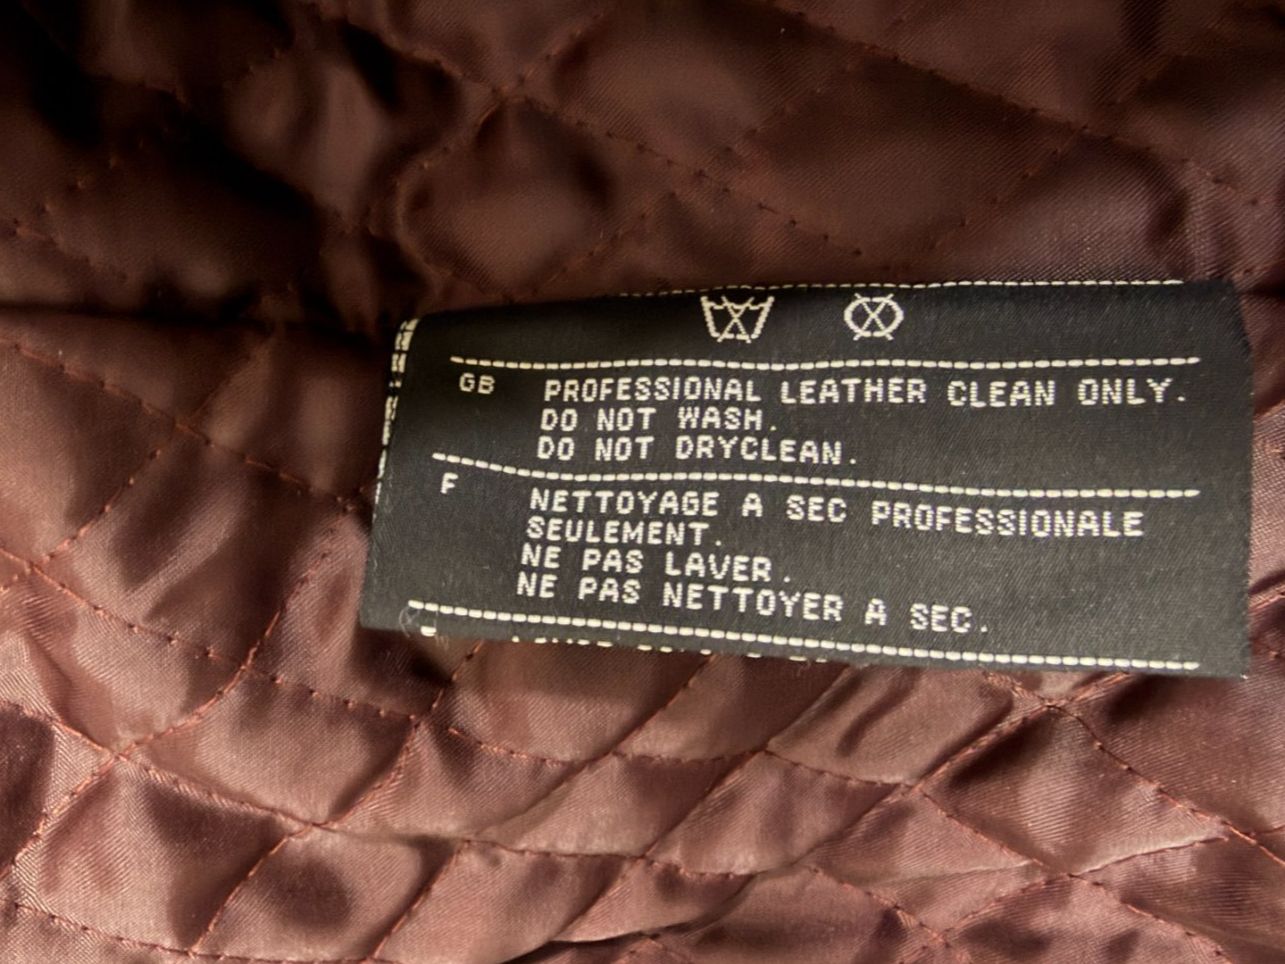 GB PROFESSIONAL LEATHER CLEAN ONLY.
DO NOT WASH.
DO NOT DRYCLEAN.
F NETTOYAGE A SEC PROFESSIONALE
SEULEMENT.
NE PAS LAVER.
NE PAS NETTOYER A SEC.